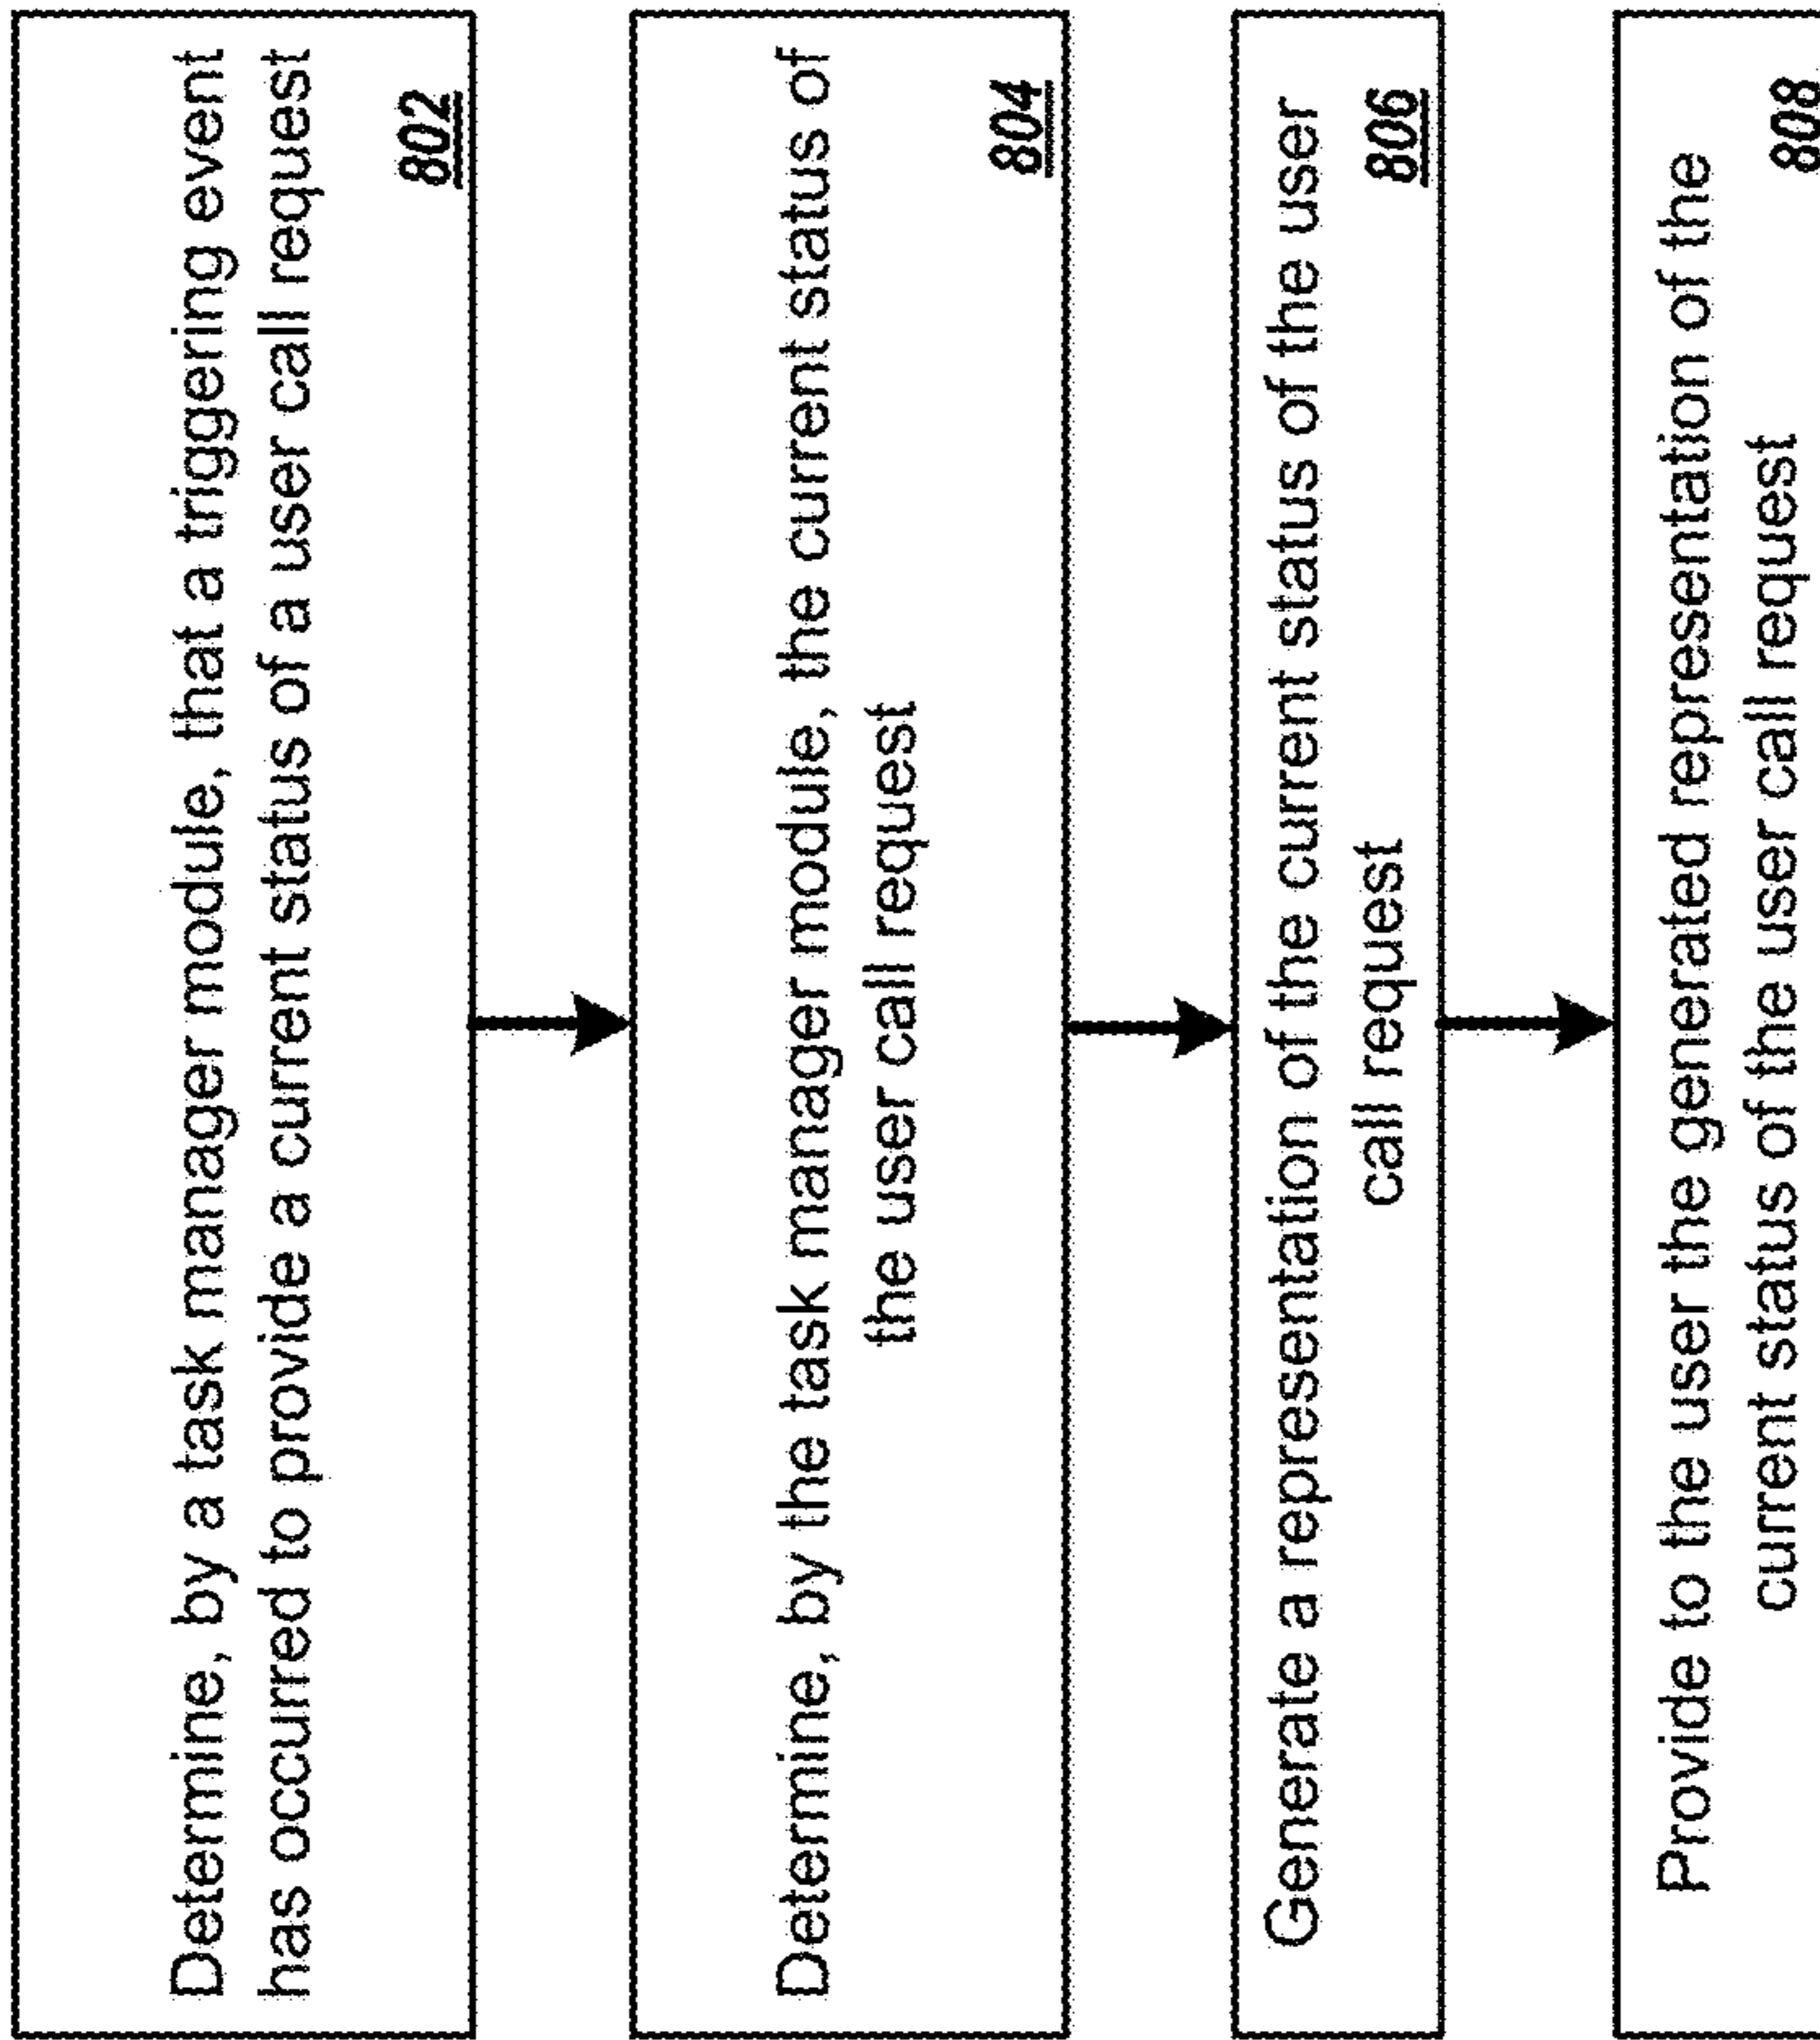 Determine, by a task manager module, that a triggering event
has occurred to provide a current status of a user call request
802
Determine, by the task manager module, the current status of
the user call request
804
Generate a representation of the current status of the user
call request
806
Provide to the user the generated representation of the
current status of the user call request
808